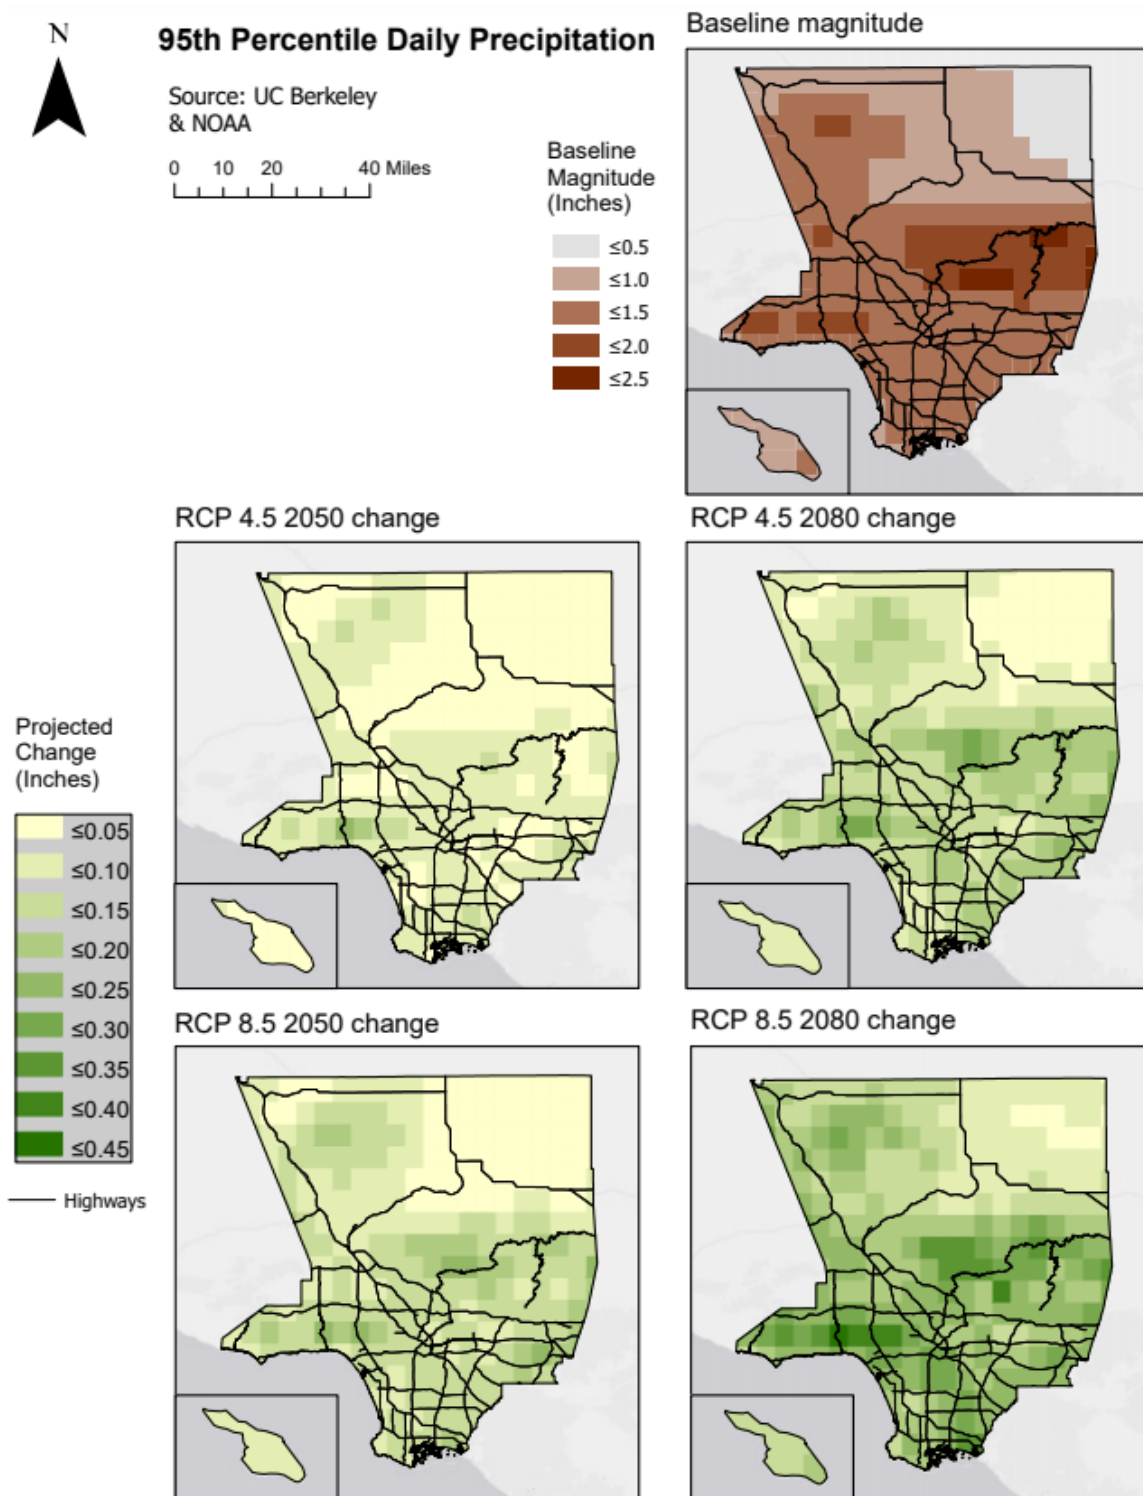 N
95th Percentile Daily Precipitation
Source: UC Berkeley
& NOAA
0 10 20 40 Miles
Baseline magnitude
Baseline
Magnitude
(Inches)
≤0.5
≤1.0
≤1.5
≤2.0
≤2.5
RCP 4.5 2050 change
RCP 4.5 2080 change
Projected
Change
(Inches)
≤0.05
≤0.10
≤0.15
≤0.20
≤0.25
≤0.30
≤0.35
≤0.40
≤0.45
Highways
RCP 8.5 2050 change
RCP 8.5 2080 change